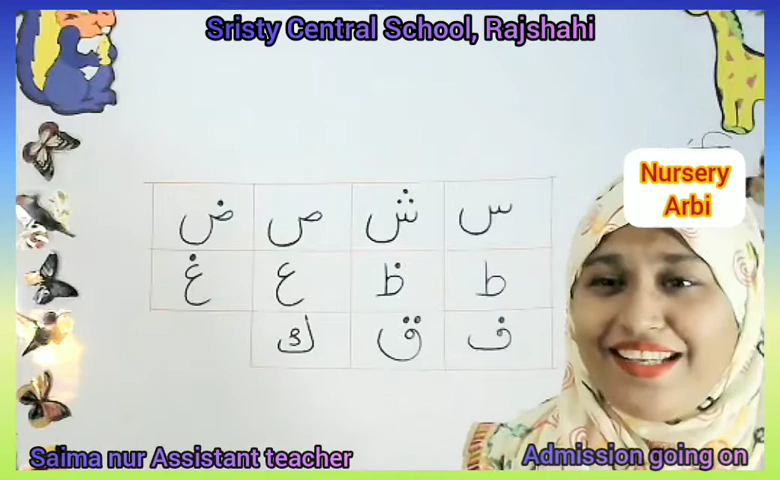 Sristy Central School, Rajshahi
Nursery
Arbi
س ش ص ض
ط ظ ع غ
ف ق ك
Saima nur Assistant teacher
Admission going on